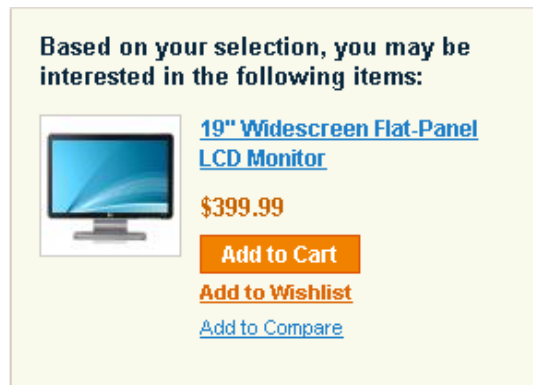 Based on your selection, you may be
interested in the following items:
19" Widescreen Flat-Panel
LCD Monitor
$399.99
Add to Cart
Add to Wishlist
Add to Compare